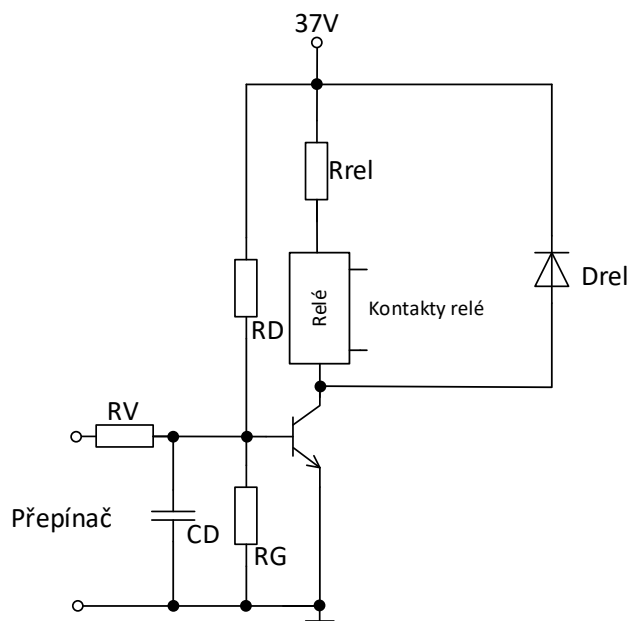 37V
Rrel
Relé
Kontakty relé
Drel
RD
RV
Přepínač
CD
RG